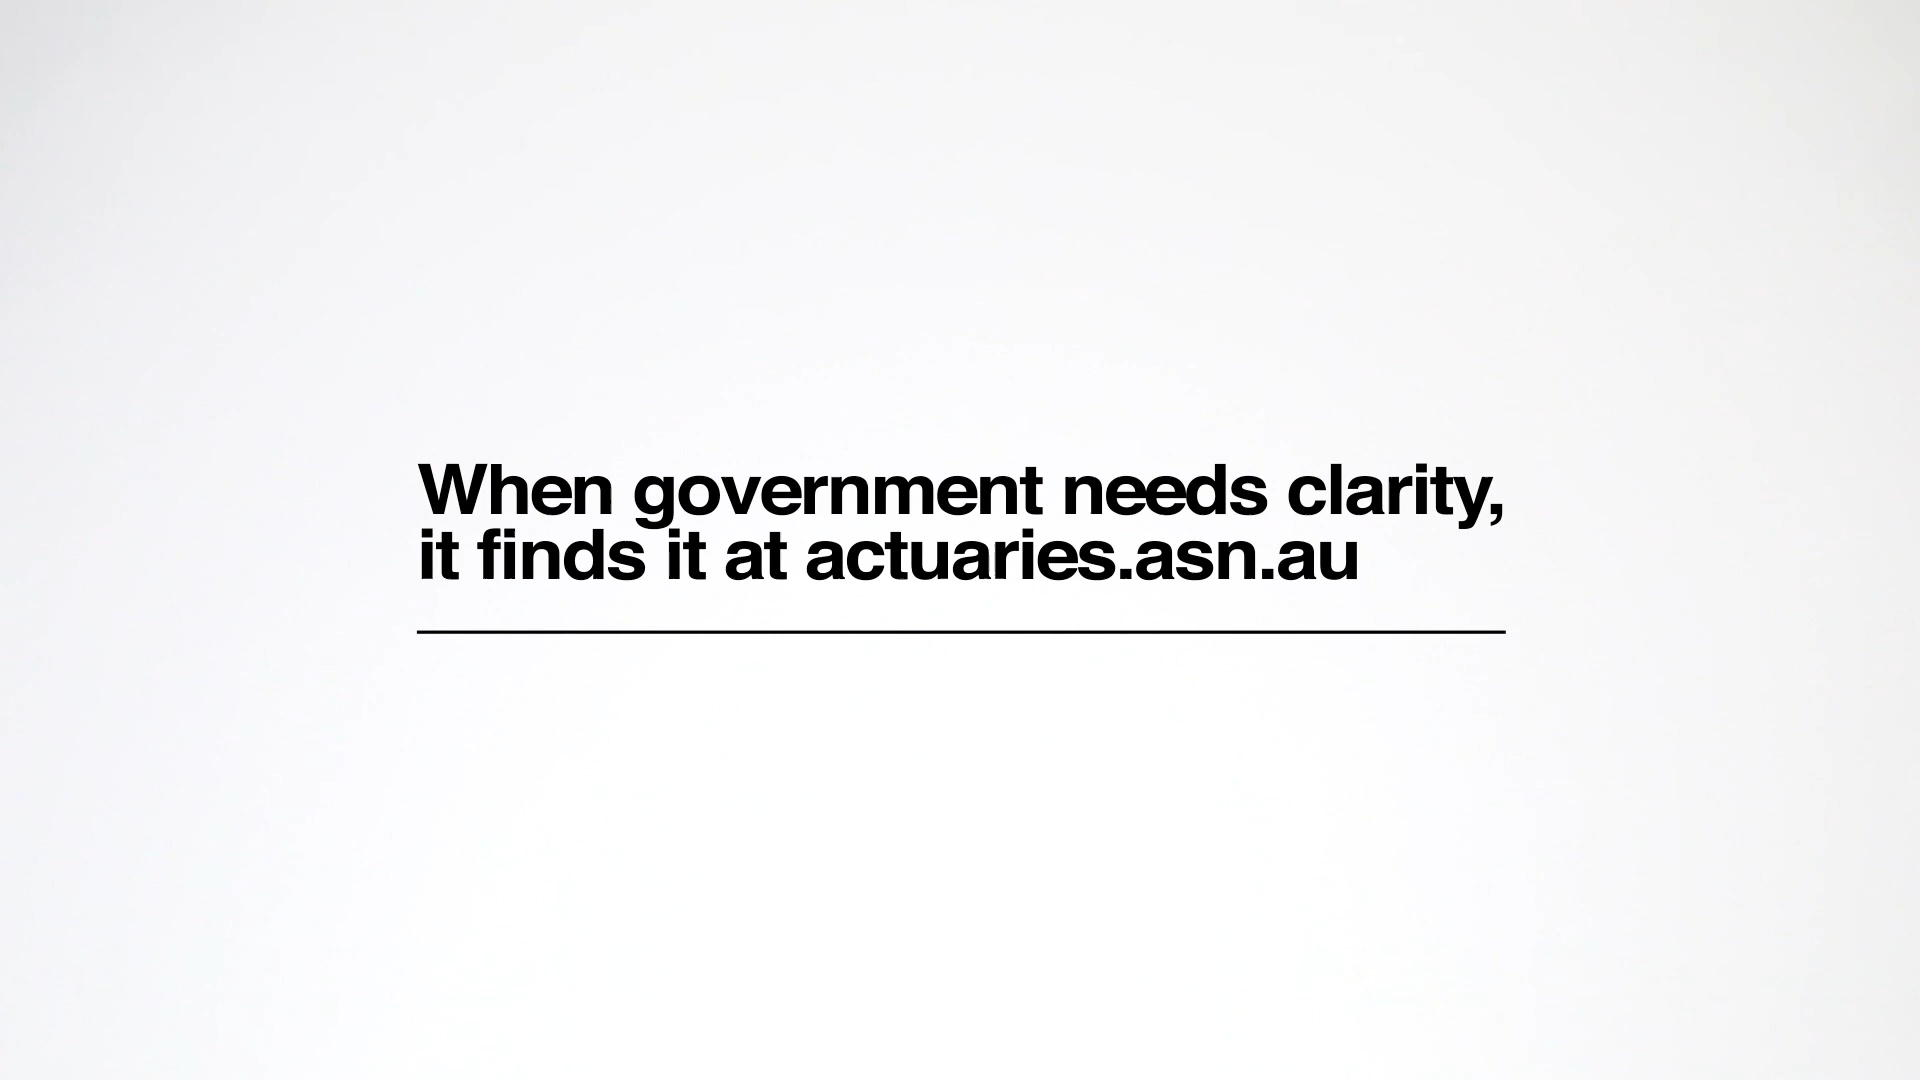 When government needs clarity,
it finds it at actuaries.asn.au